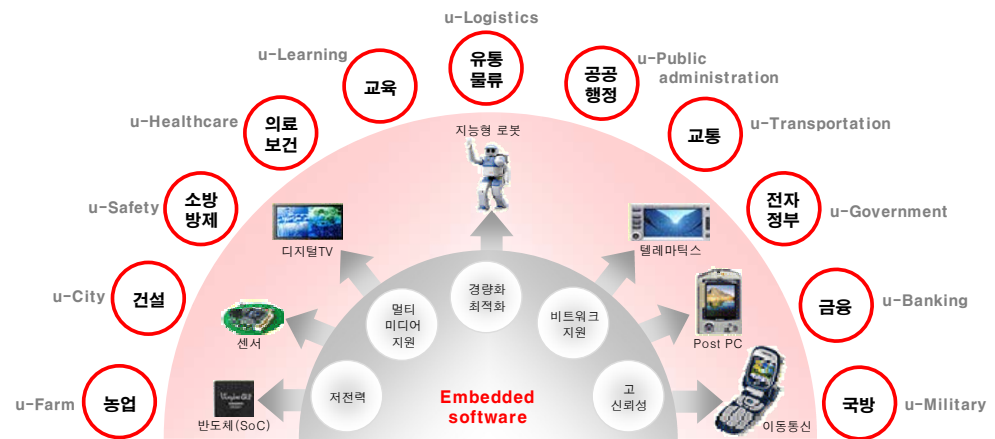 u-Logistics
유통
물류
u-Learning
교육
공공
행정
u-Public
administration
u-Healthcare
의료
보건
지능형 로봇
교통
u-Transportation
u-Safety
소방
방제
디지털TV
텔레마틱스
전자
정부
u-Government
u-City
건설
센서
멀티
미디어
지원
경량화
최적화
비트워크
지원
Post PC
금융
u-Banking
u-Farm
농업
반도체(SoC)
저전력
Embedded
software
고
신뢰성
이동통신
국방
u-Military